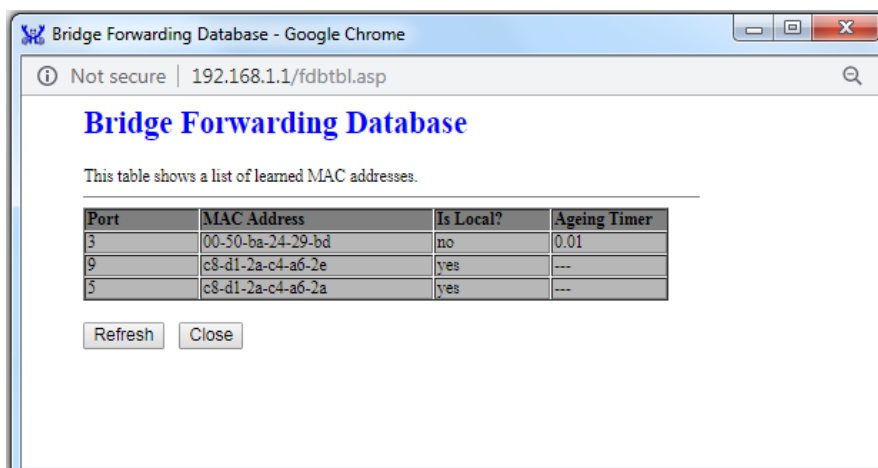 Bridge Forwarding Database - Google Chrome
Not secure | 192.168.1.1/fdbtbl.asp
Bridge Forwarding Database
This table shows a list of learned MAC addresses.
Port MAC Address Is Local? Ageing Timer
3 00-50-ba-24-29-bd no 0.01
9 c8-d1-2a-c4-a6-2e yes ---
5 c8-d1-2a-c4-a6-2a yes ---
Refresh Close